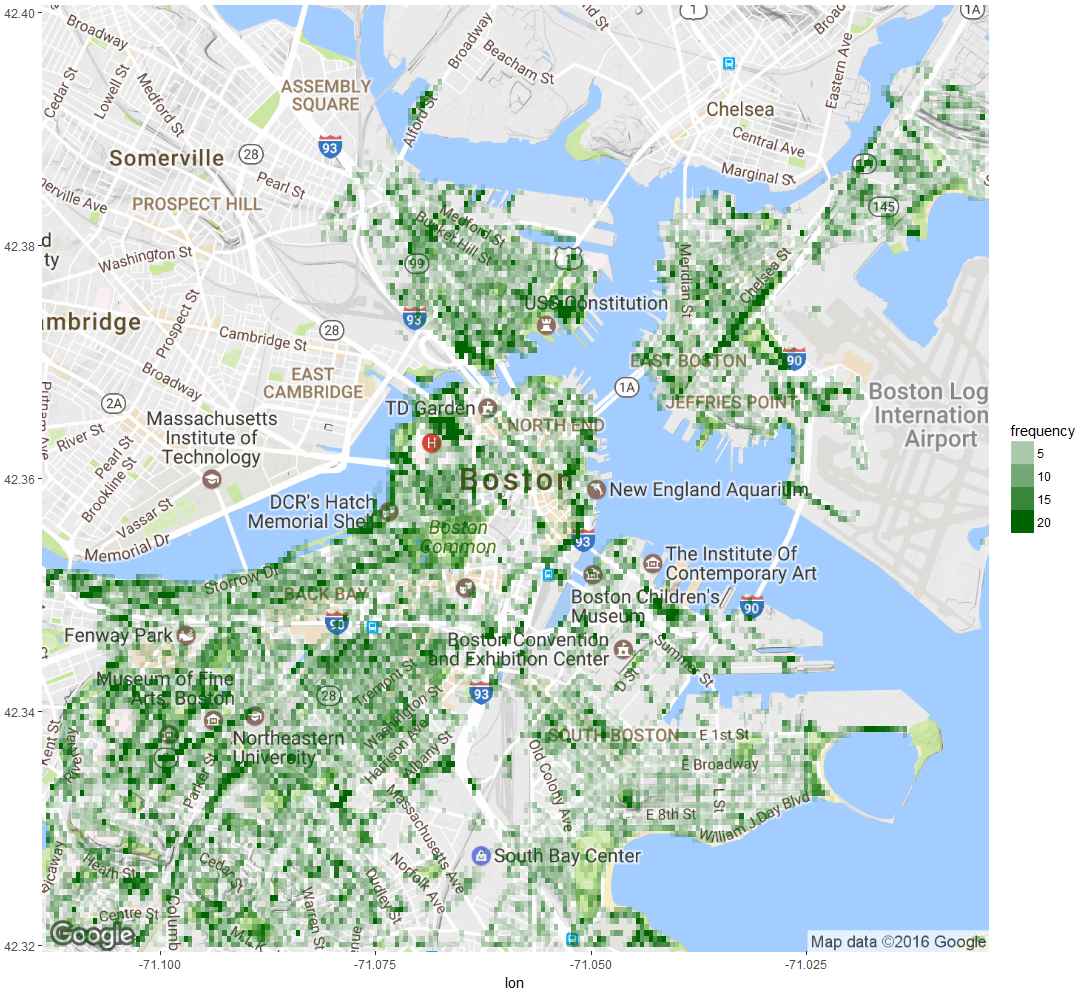 42.40
42.38
42.36
42.34
42.32
Broadway
Cedar St
Lowell St
Medford St
ASSEMBLY
SQUARE
Broadway
Beacham St
1
1A
Eastern Ave
Chelsea
Central Ave
Marginal St
Alford St
93
28
Somerville
Pearl St
PROSPECT HILL
Washington St
Medford St
Bunker Hill St
99
1
145
Meridian St
Chelsea St
USS Constitution
93
Prospect St
Cambridge St
28
Broadway
EAST
CAMBRIDGE
2A
EAST BOSTON
90
1A
JEFFRIES POINT
Boston Log
International
Airport
Massachusetts
Institute of
Technology
River St
Pearl St
Brookline St
Vassar St
Memorial Dr
TD Garden
NORTH END
H
Boston
New England Aquarium
DCR's Hatch
Memorial Shell
Boston
Common
93
Storrow Dr
BACK BAY
The Institute Of
Contemporary Art
Boston Children's
Museum
90
Fenway Park
90
Boston Convention
and Exhibition Center
Summer St
D St
Museum of Fine
Arts, Boston
28
Tremont St
Washington St
Harrison Ave
Albany St
93
Northeastern
University
Kent St
Riverway
Parker St
SOUTH BOSTON
E 1st St
E Broadway
L St
E 8th St
William J Day Blvd
Old Colony Ave
Massachusetts Ave
Norfolk Ave
Dudley St
South Bay Center
Heath St
Cedar St
Centre St
Warren St
Google
Map data ©2016 Google
-71.100
-71.075
-71.050
-71.025
lon
frequency
5
10
15
20